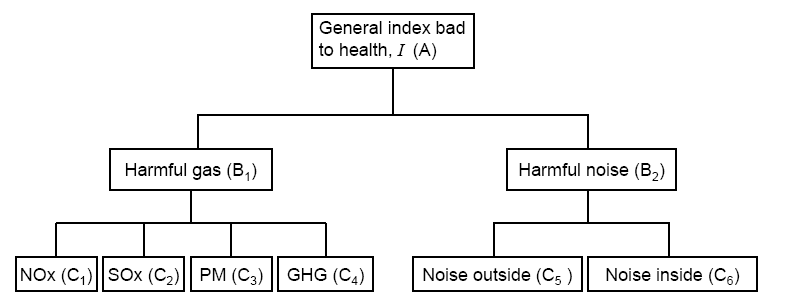 General index bad
to health, I (A)
Harmful gas (B₁)
Harmful noise (B₂)
NOx (C₁)
SOx (C₂)
PM (C₃)
GHG (C₄)
Noise outside (C₅ )
Noise inside (C₆)